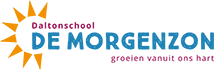 Daltonschool
DE MORGENZON
groeien vanuit ons hart